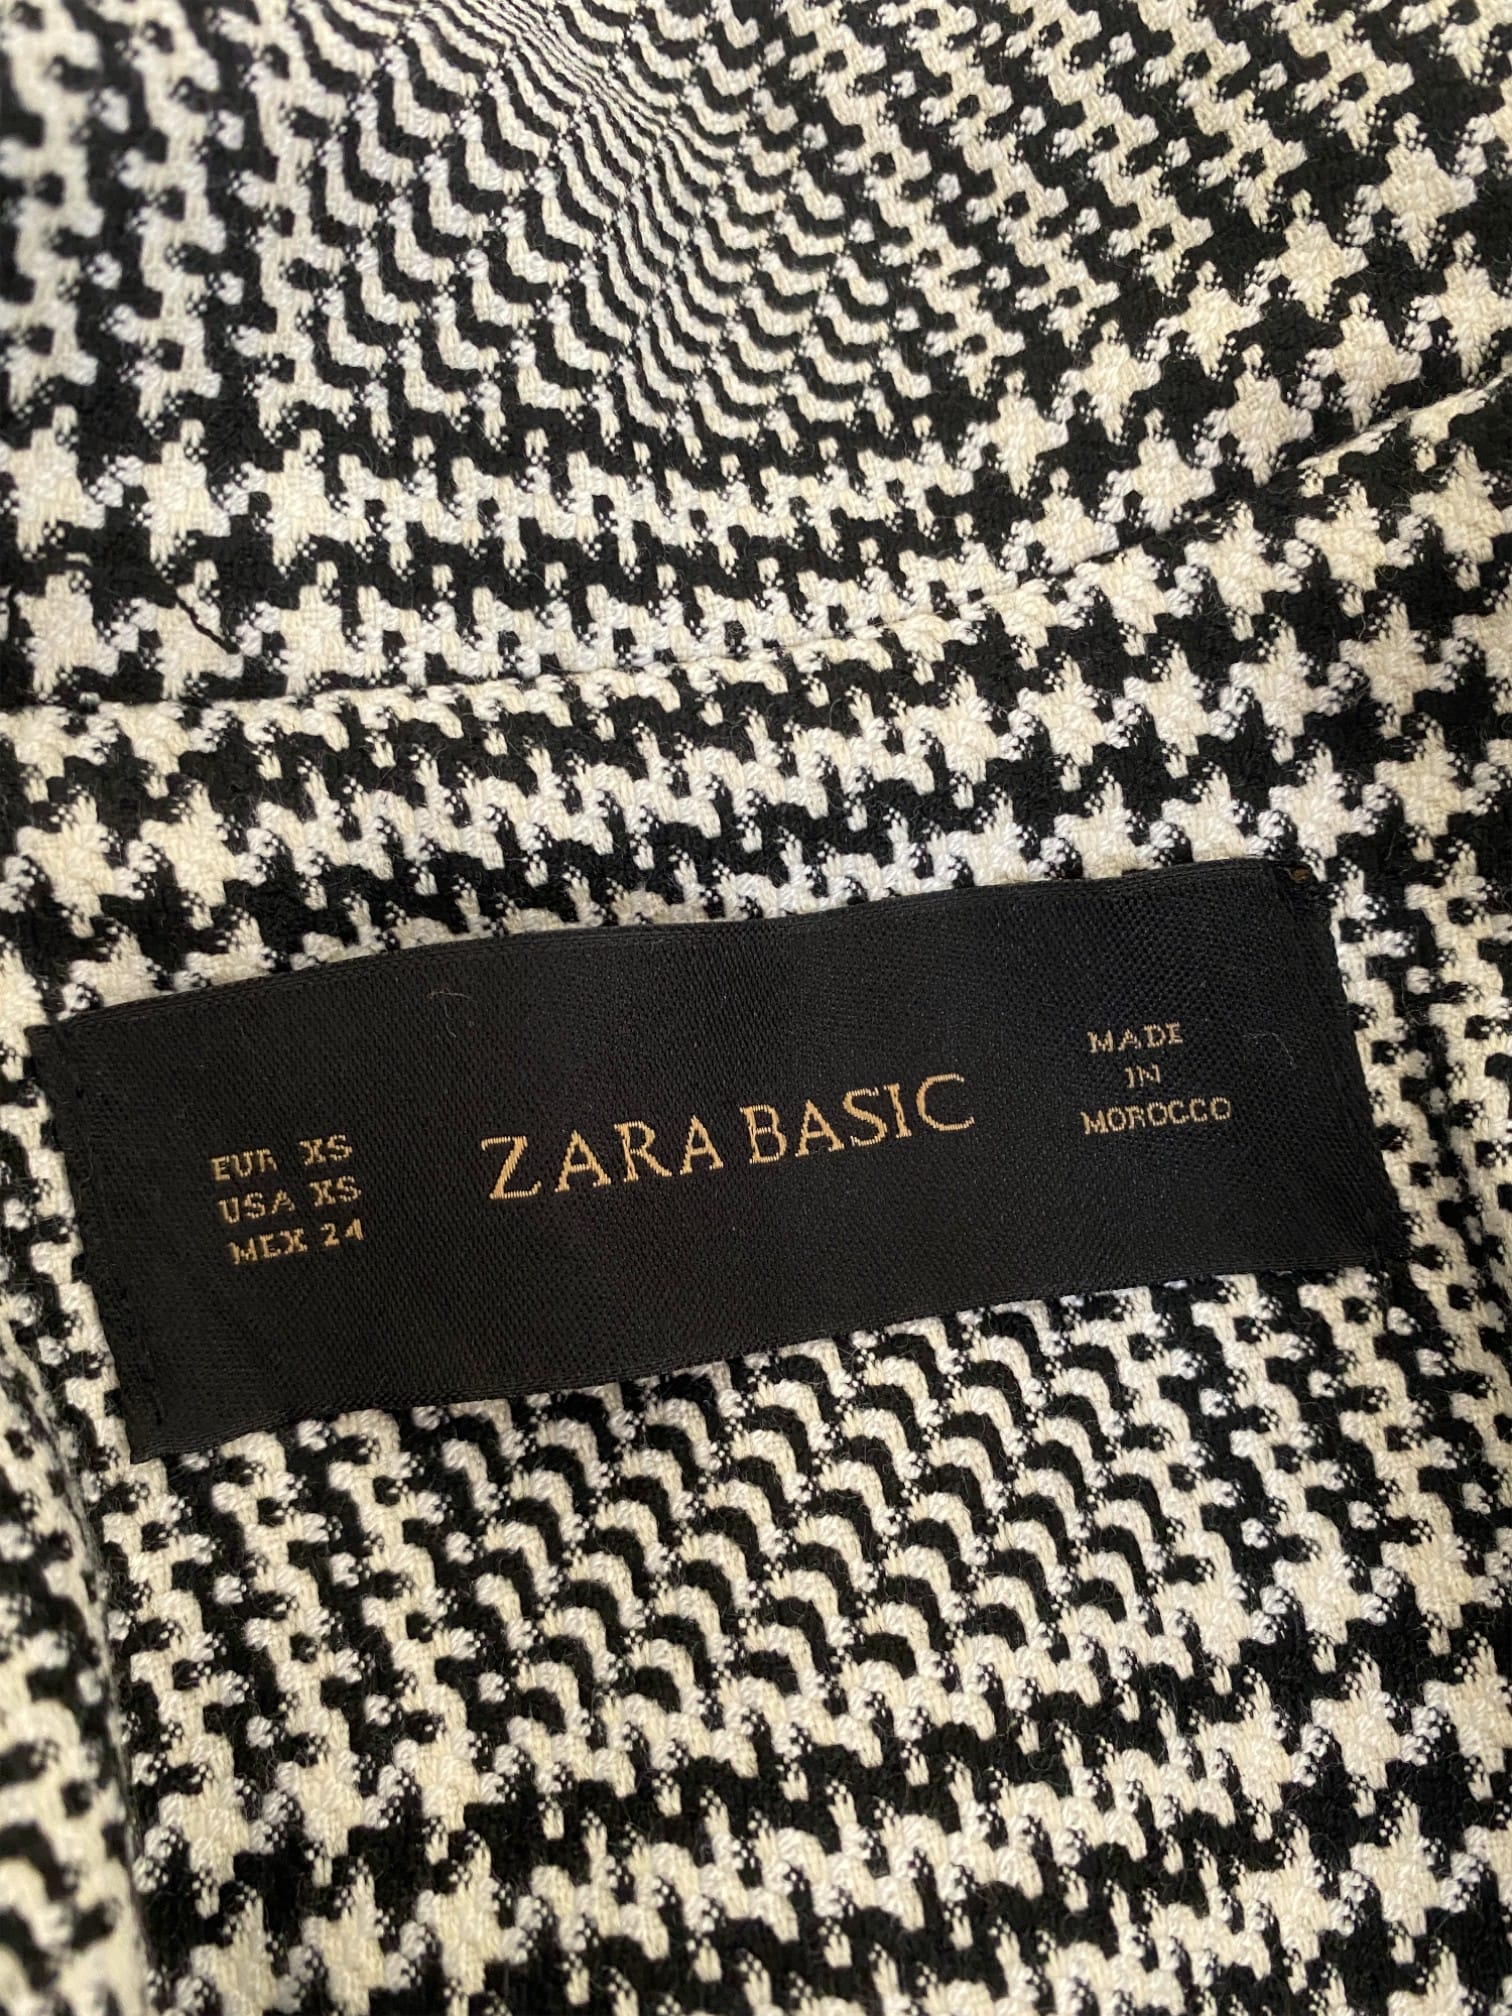 EUR XS
USA XS
MEX 24
ZARA BASIC
MADE
IN
MOROCCO